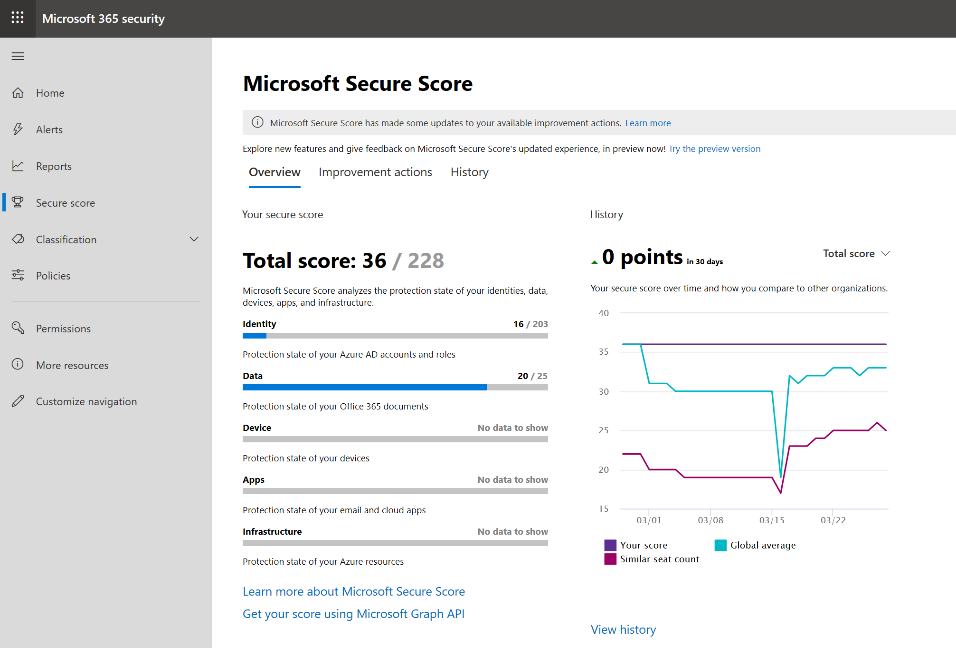 Microsoft 365 security
Home
Alerts
Reports
Secure score
Classification
Policies
Permissions
More resources
Customize navigation
Microsoft Secure Score
Microsoft Secure Score has made some updates to your available improvement actions. Learn more
Explore new features and give feedback on Microsoft Secure Score's updated experience, in preview now! Try the preview version
Overview Improvement actions History
Your secure score
Total score: 36 / 228
Microsoft Secure Score analyzes the protection state of your identities, data,
devices, apps, and infrastructure.
Identity 16 / 203
Protection state of your Azure AD accounts and roles
Data 20 / 25
Protection state of your Office 365 documents
Device No data to show
Protection state of your devices
Apps No data to show
Protection state of your email and cloud apps
Infrastructure No data to show
Protection state of your Azure resources
Learn more about Microsoft Secure Score
Get your score using Microsoft Graph API
History
0 points in 30 days Total score
Your secure score over time and how you compare to other organizations.
40
35
30
25
20
15
03/01 03/08 03/15 03/22
Your score Global average
Similar seat count
View history